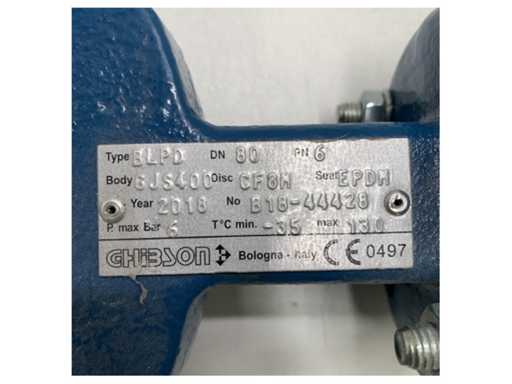 Type BLPD DN 80 PN 6
Body GJS400 Disc CF8M Seat EPDM
Year 2018 No B18-44428
P. max Bar 6 T°C min. -35 max 130
GHIBSON Bologna - Italy CE 0497